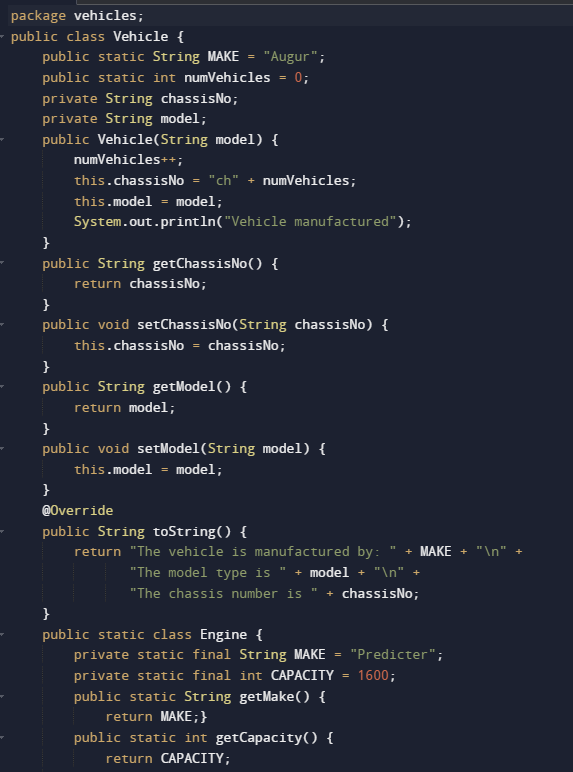 package vehicles;
public class Vehicle {
    public static String MAKE = "Augur";
    public static int numVehicles = 0;
    private String chassisNo;
    private String model;
    public Vehicle(String model) {
        numVehicles++;
        this.chassisNo = "ch" + numVehicles;
        this.model = model;
        System.out.println("Vehicle manufactured");
    }
    public String getChassisNo() {
        return chassisNo;
    }
    public void setChassisNo(String chassisNo) {
        this.chassisNo = chassisNo;
    }
    public String getModel() {
        return model;
    }
    public void setModel(String model) {
        this.model = model;
    }
    @Override
    public String toString() {
        return "The vehicle is manufactured by: " + MAKE + "\n" +
               "The model type is " + model + "\n" +
               "The chassis number is " + chassisNo;
    }
    public static class Engine {
        private static final String MAKE = "Predicter";
        private static final int CAPACITY = 1600;
        public static String getMake() {
            return MAKE;}
        public static int getCapacity() {
            return CAPACITY;